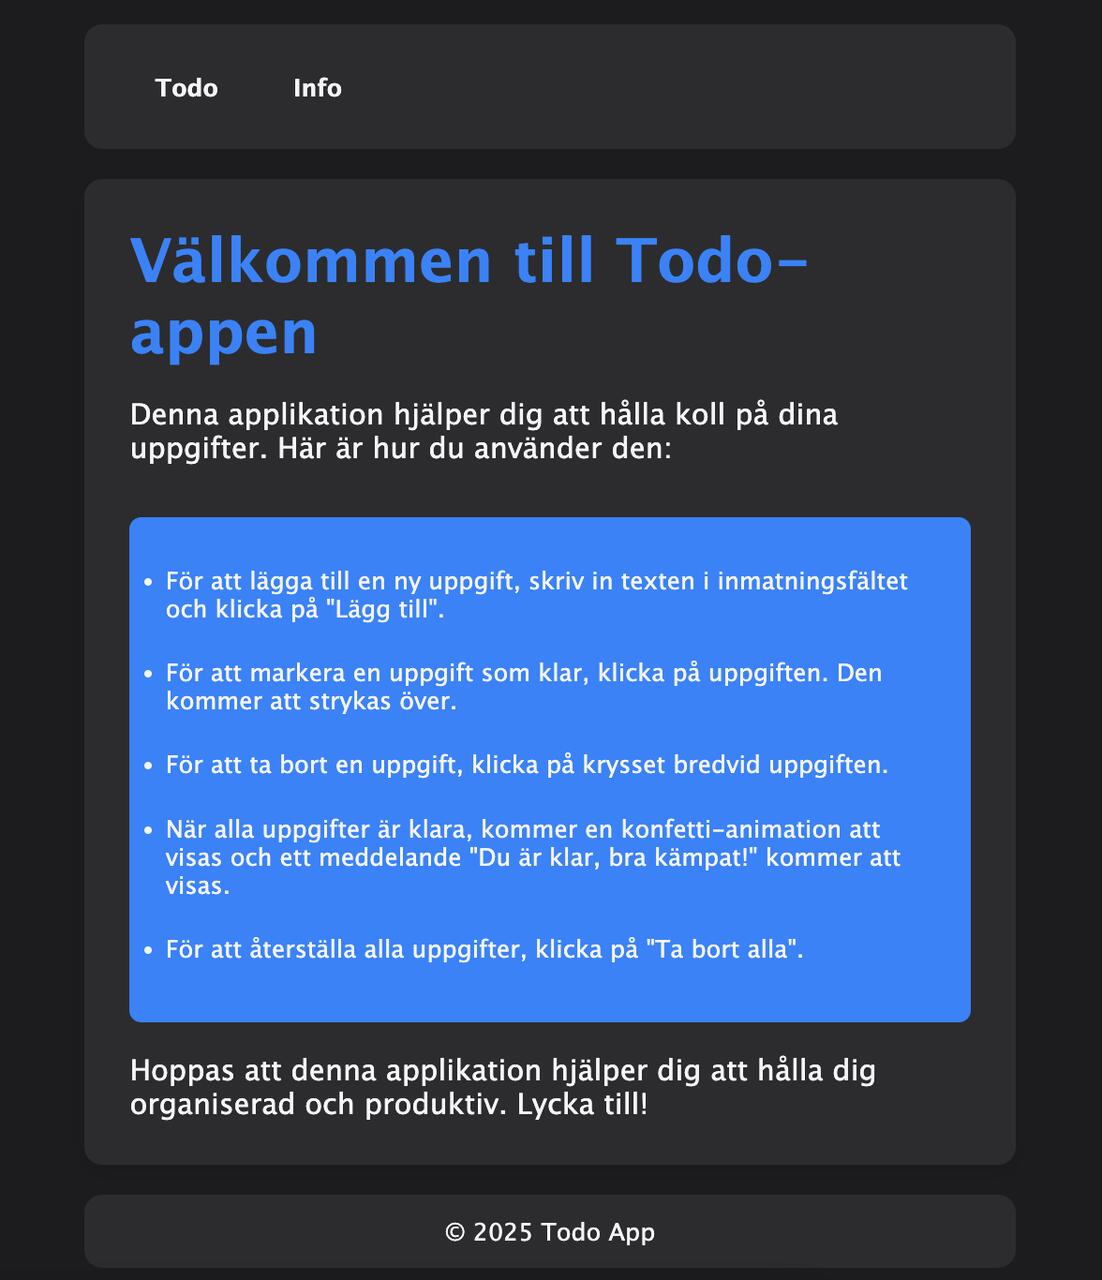 Todo Info
Välkommen till Todo-
appen
Denna applikation hjälper dig att hålla koll på dina
uppgifter. Här är hur du använder den:
• För att lägga till en ny uppgift, skriv in texten i inmatningsfältet
och klicka på "Lägg till".
• För att markera en uppgift som klar, klicka på uppgiften. Den
kommer att strykas över.
• För att ta bort en uppgift, klicka på krysset bredvid uppgiften.
• När alla uppgifter är klara, kommer en konfetti-animation att
visas och ett meddelande "Du är klar, bra kämpat!" kommer att
visas.
• För att återställa alla uppgifter, klicka på "Ta bort alla".
Hoppas att denna applikation hjälper dig att hålla dig
organiserad och produktiv. Lycka till!
© 2025 Todo App